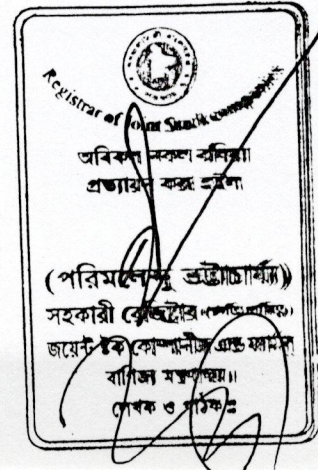 Registrar of Joint Stock
অবিকল নকল বলিয়া
প্রত্যায়ন করা হইল
(পরিমলেন্দু ভট্টাচার্য্য)
সহকারী রেজিষ্ট্রার
জয়েন্ট ষ্টক কোম্পানীজ এন্ড ফার্মস
বাণিজ্য মন্ত্রণালয়।
লেখক ও পাঠক :